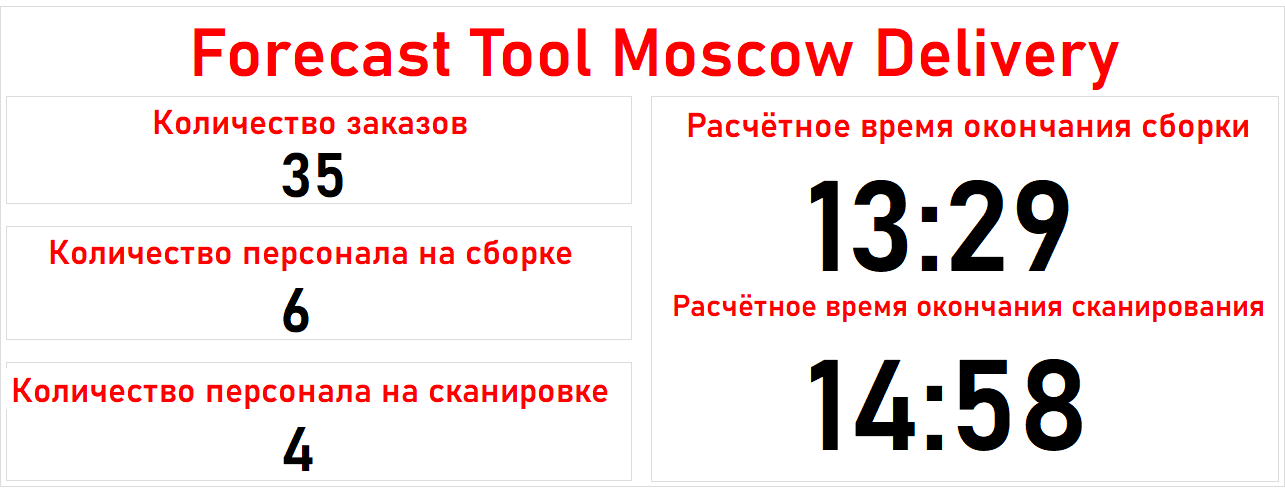 Forecast Tool Moscow Delivery
Количество заказов
35
Количество персонала на сборке
6
Количество персонала на сканировке
4
Расчётное время окончания сборки
13:29
Расчётное время окончания сканирования
14:58